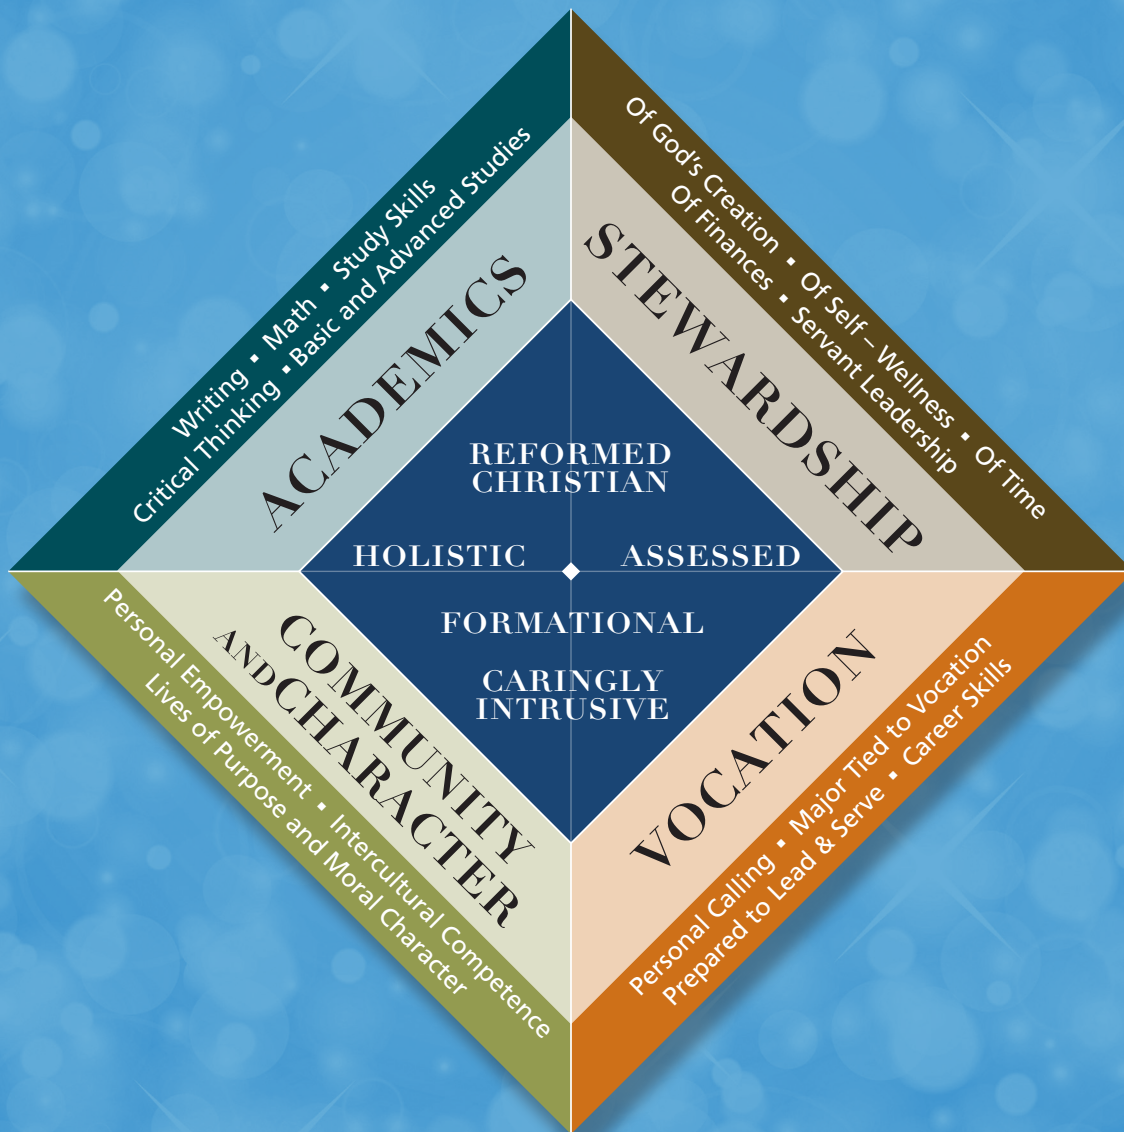 Writing ▪ Math ▪ Study Skills
Critical Thinking ▪ Basic and Advanced Studies
ACADEMICS
Of God's Creation ▪ Of Self – Wellness ▪ Of Time
Of Finances ▪ Servant Leadership
STEWARDSHIP
REFORMED
CHRISTIAN
HOLISTIC
ASSESSED
FORMATIONAL
CARINGLY
INTRUSIVE
COMMUNITY
AND CHARACTER
Personal Empowerment ▪ Intercultural Competence
Lives of Purpose and Moral Character
VOCATION
Personal Calling ▪ Major Tied to Vocation
Prepared to Lead & Serve ▪ Career Skills